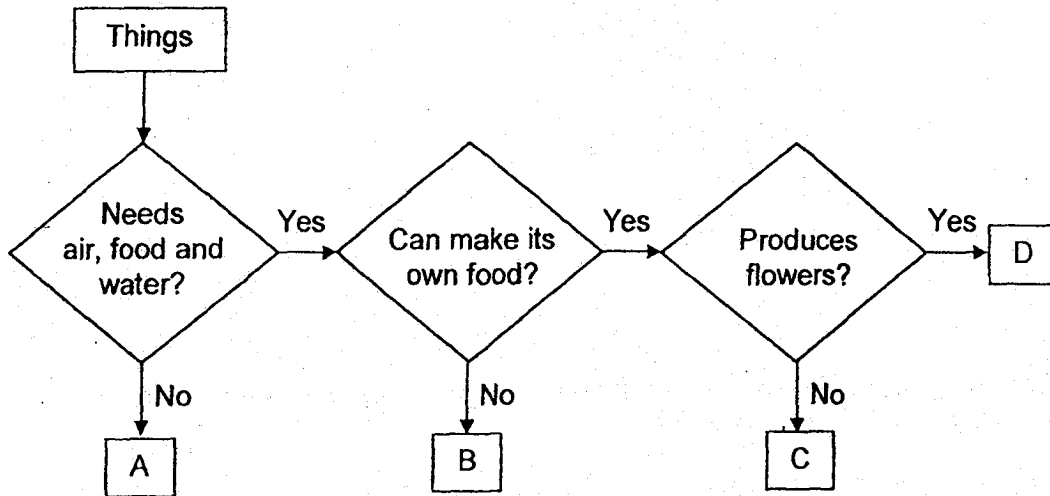 Things
Needs
air, food and
water?
Yes
Can make its
own food?
Yes
Produces
flowers?
Yes
D
No
A
No
B
No
C